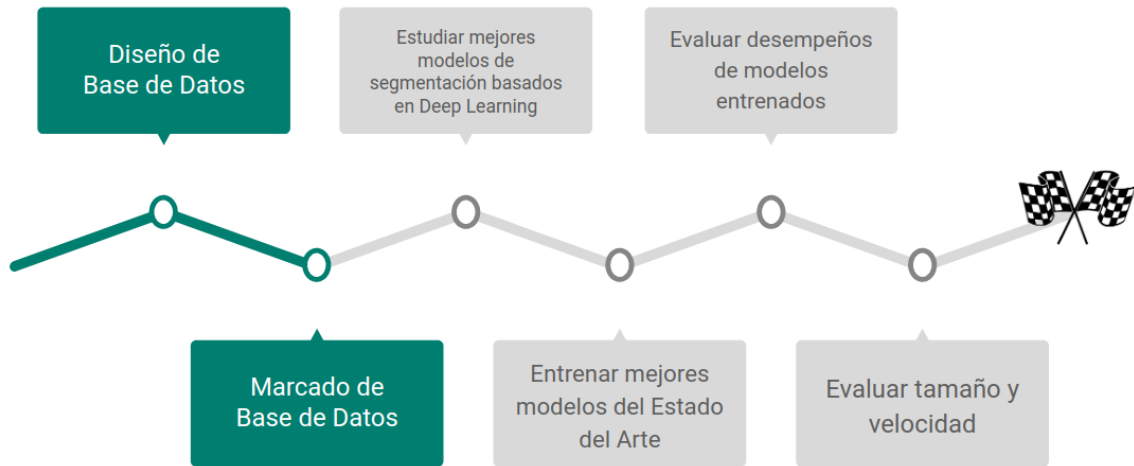 Diseño de
Base de Datos
Marcado de
Base de Datos
Estudiar mejores
modelos de
segmentación basados
en Deep Learning
Entrenar mejores
modelos del Estado
del Arte
Evaluar desempeños
de modelos
entrenados
Evaluar tamaño y
velocidad